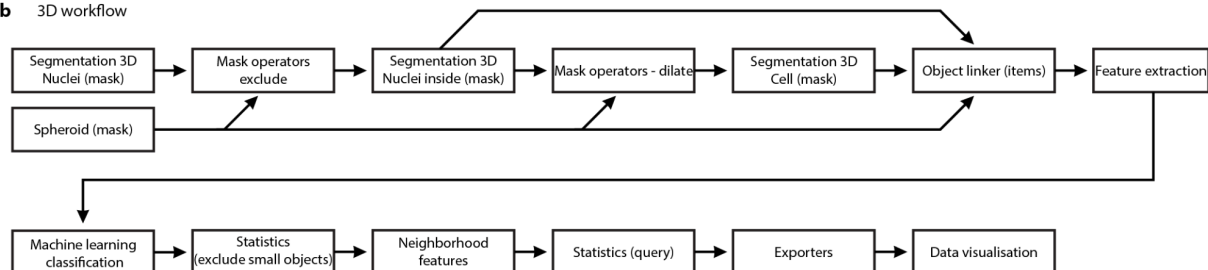 b 3D workflow
Segmentation 3D
Nuclei (mask)
Mask operators
exclude
Segmentation 3D
Nuclei inside (mask)
Mask operators - dilate
Segmentation 3D
Cell (mask)
Object linker (items)
Feature extraction
Spheroid (mask)
Machine learning
classification
Statistics
(exclude small objects)
Neighborhood
features
Statistics (query)
Exporters
Data visualisation